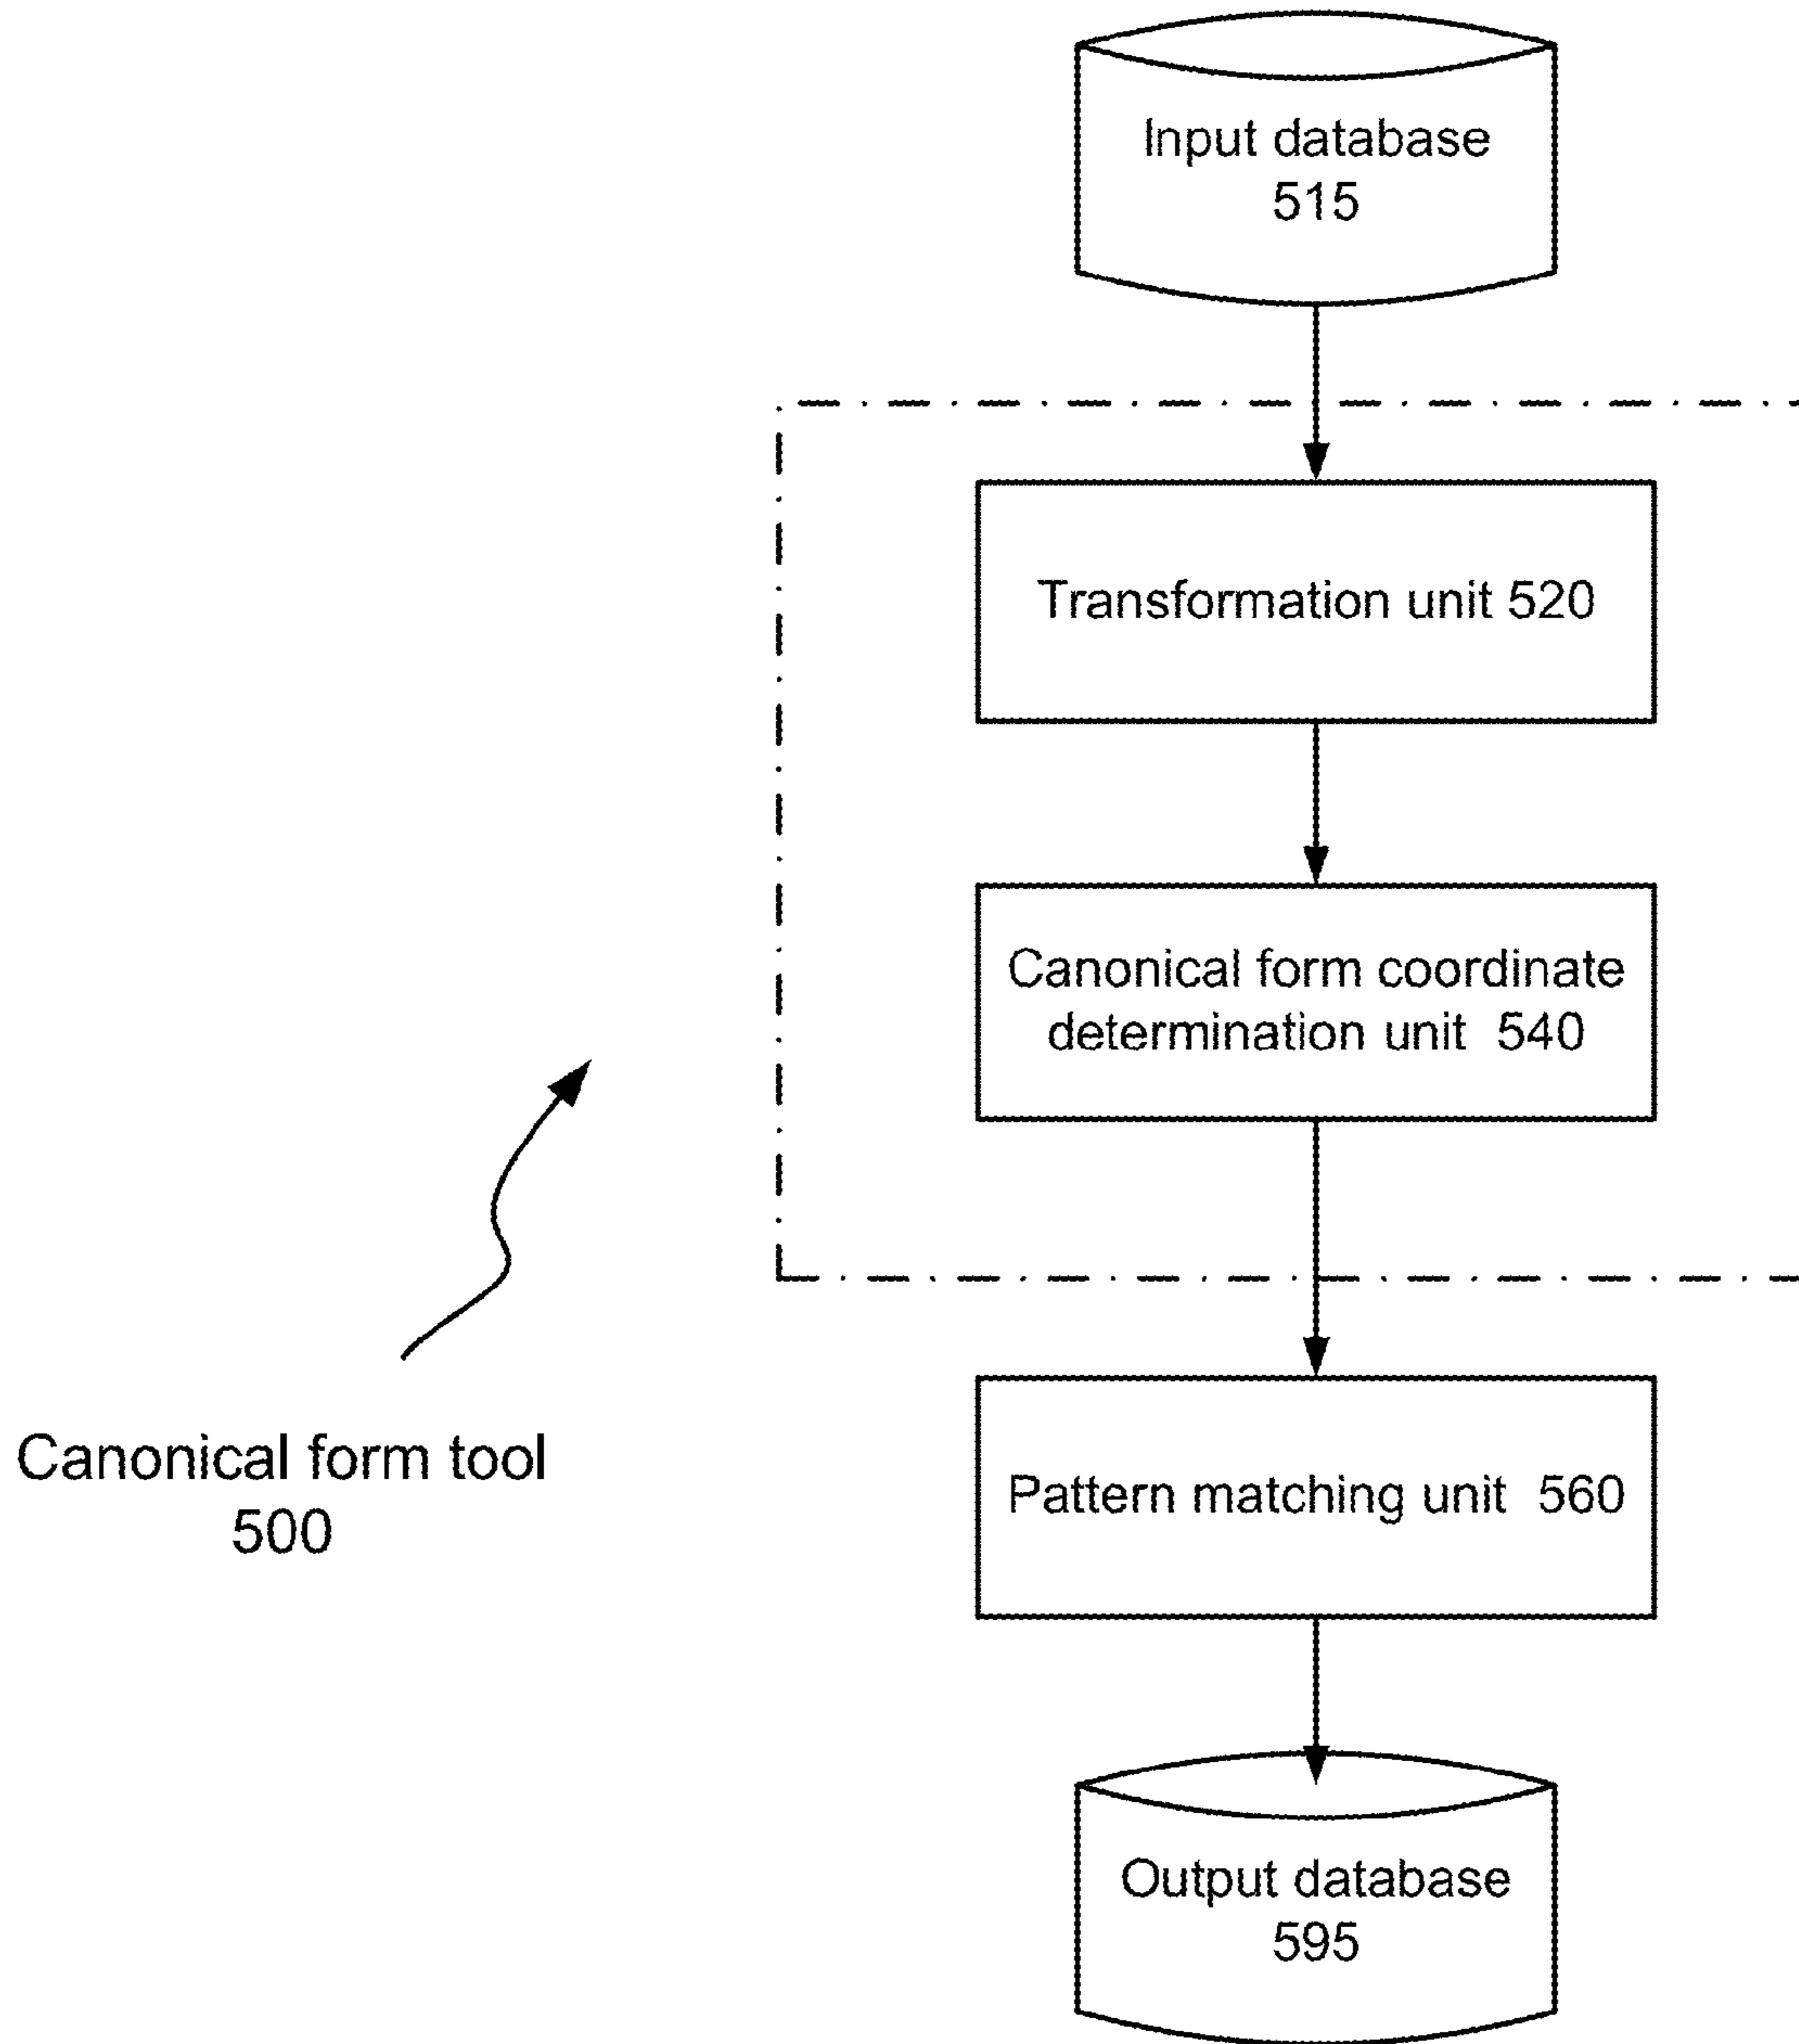 Input database
515
Transformation unit 520
Canonical form coordinate
determination unit 540
Canonical form tool
500
Pattern matching unit 560
Output database
595